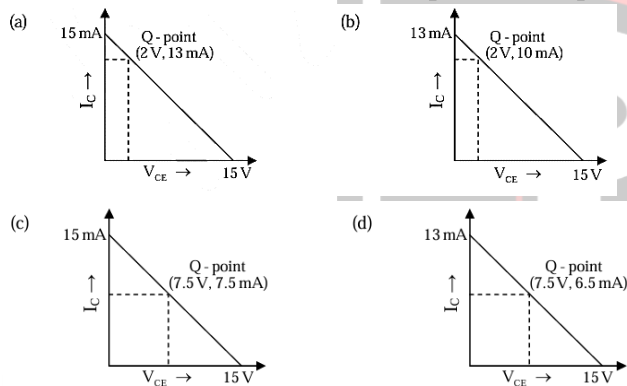 (a)
15 mA
Q - point
(2 V, 13 mA)
I_C →
V_CE →
15 V
(b)
13 mA
Q - point
(2 V, 10 mA)
I_C →
V_CE →
15 V
(c)
15 mA
Q - point
(7.5 V, 7.5 mA)
I_C →
V_CE →
15 V
(d)
13 mA
Q - point
(7.5 V, 6.5 mA)
I_C →
V_CE →
15 V